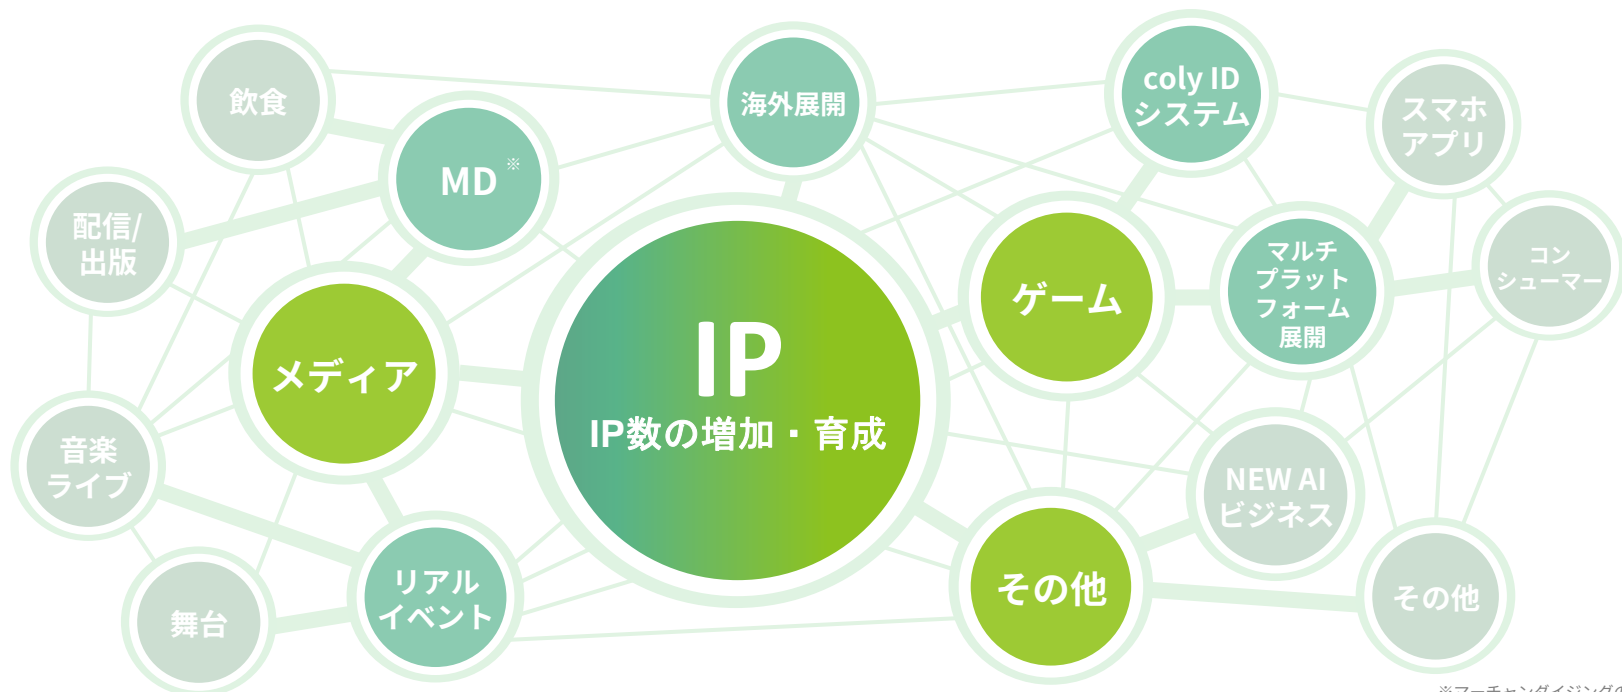 飲食
MD※
配信/
出版
メディア
音楽
ライブ
舞台
リアル
イベント
海外展開
IP
IP数の増加・育成
coly ID
システム
ゲーム
マルチ
プラット
フォーム
展開
スマホ
アプリ
コン
シューマー
NEW AI
ビジネス
その他
その他